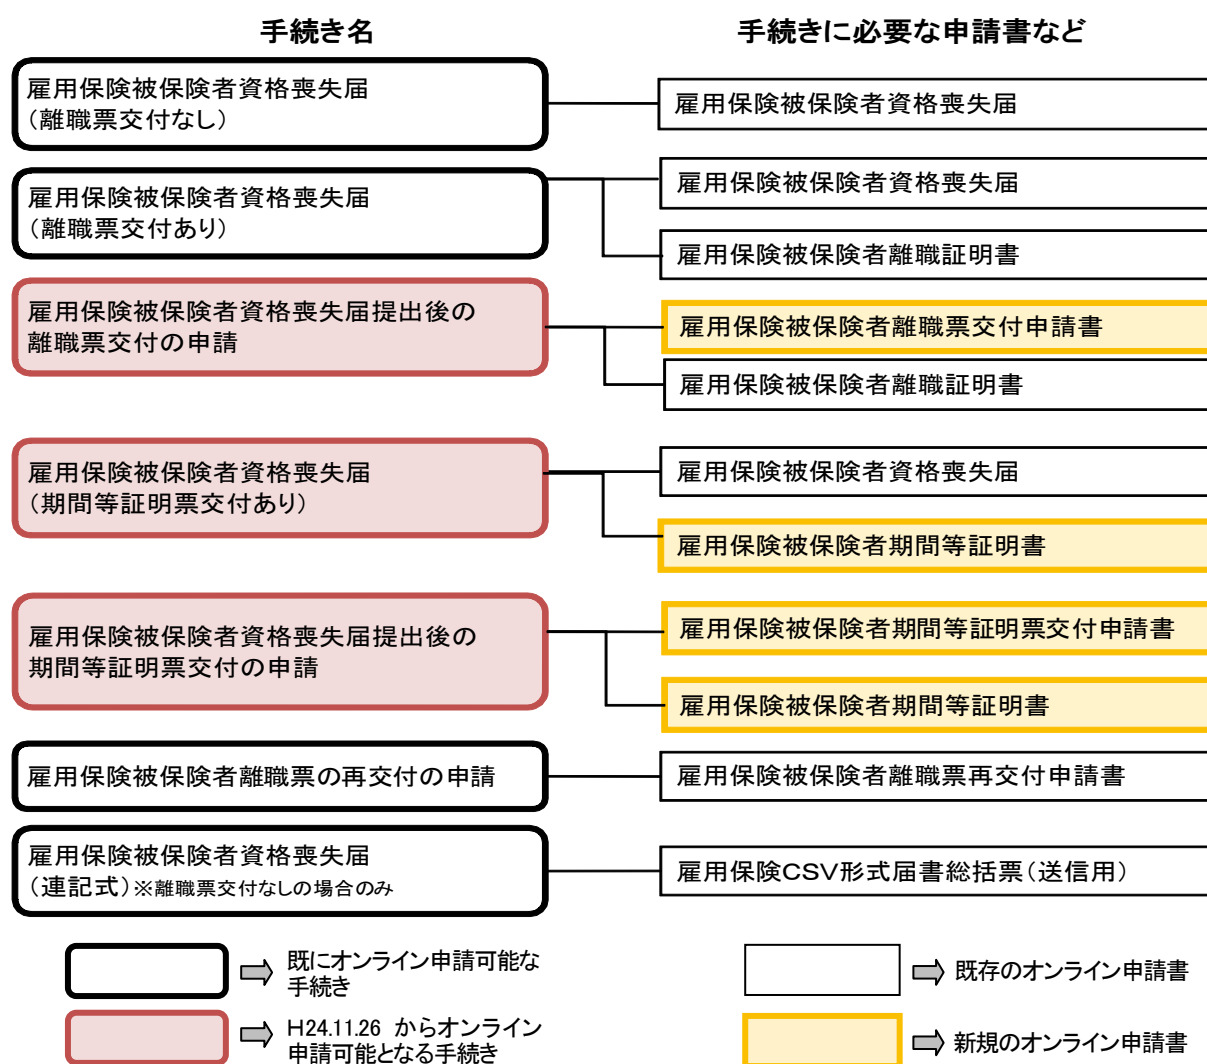 手続き名
手続きに必要な申請書など
雇用保険被保険者資格喪失届
（離職票交付なし）
雇用保険被保険者資格喪失届
雇用保険被保険者資格喪失届
（離職票交付あり）
雇用保険被保険者資格喪失届
雇用保険被保険者離職証明書
雇用保険被保険者資格喪失届提出後の
離職票交付の申請
雇用保険被保険者離職票交付申請書
雇用保険被保険者離職証明書
雇用保険被保険者資格喪失届
（期間等証明票交付あり）
雇用保険被保険者資格喪失届
雇用保険被保険者期間等証明書
雇用保険被保険者資格喪失届提出後の
期間等証明票交付の申請
雇用保険被保険者期間等証明票交付申請書
雇用保険被保険者期間等証明書
雇用保険被保険者離職票の再交付の申請
雇用保険被保険者離職票再交付申請書
雇用保険被保険者資格喪失届
（連記式）※離職票交付なしの場合のみ
雇用保険CSV形式届書総括票（送信用）
既にオンライン申請可能な
手続き
既存のオンライン申請書
H24.11.26 からオンライン
申請可能となる手続き
新規のオンライン申請書